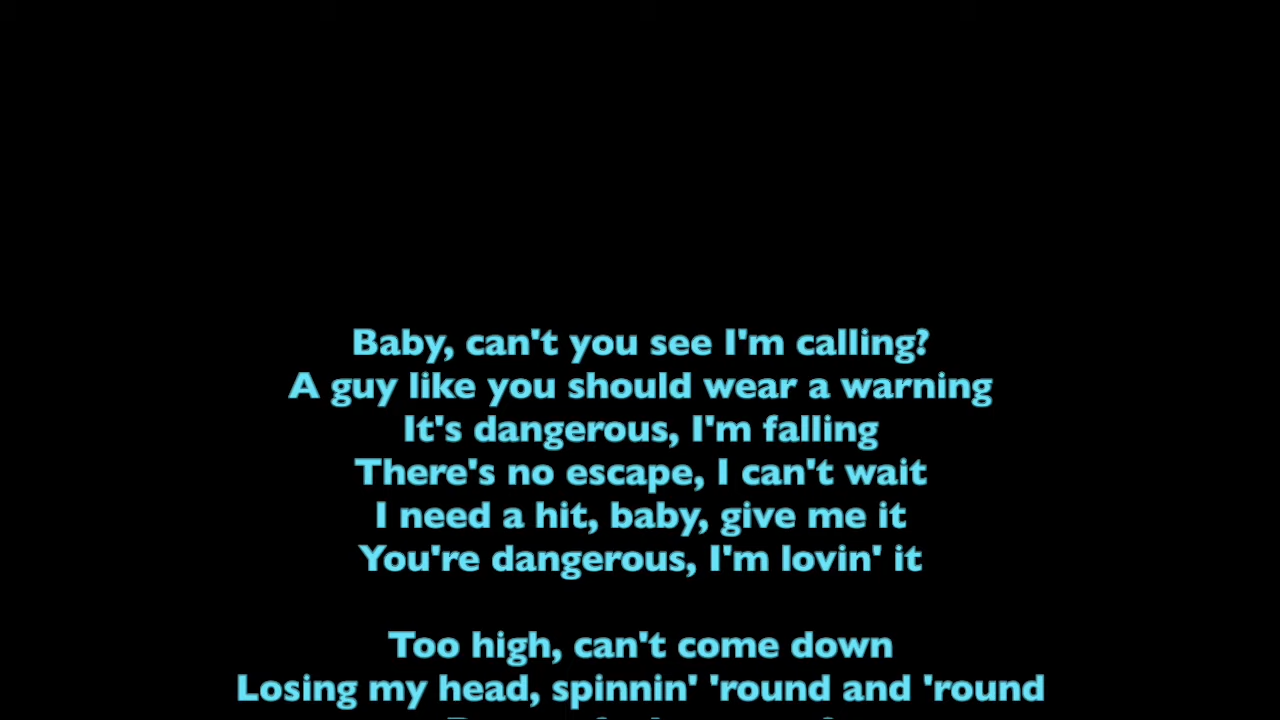 Baby, can't you see I'm calling?
A guy like you should wear a warning
It's dangerous, I'm falling
There's no escape, I can't wait
I need a hit, baby, give me it
You're dangerous, I'm lovin' it
Too high, can't come down
Losing my head, spinnin' 'round and 'round